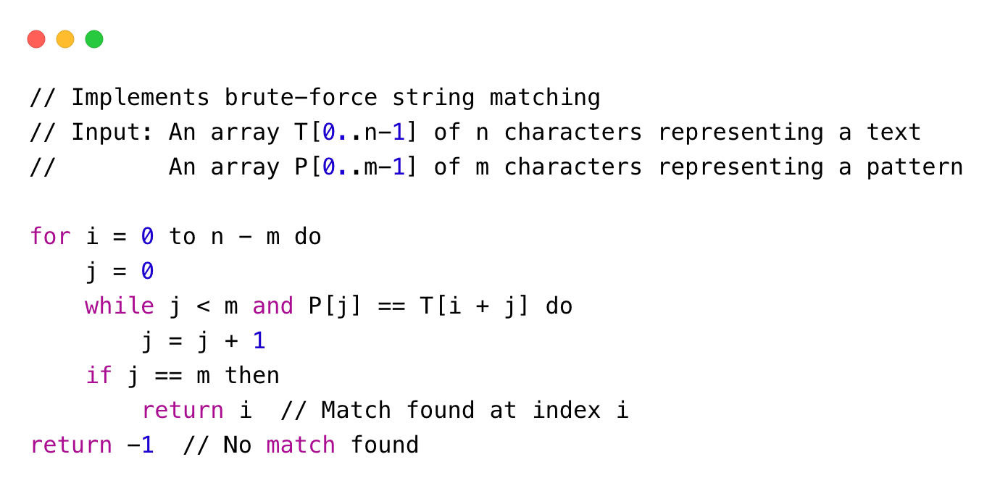 // Implements brute-force string matching
// Input: An array T[0..n-1] of n characters representing a text
//        An array P[0..m-1] of m characters representing a pattern

for i = 0 to n - m do
    j = 0
    while j < m and P[j] == T[i + j] do
        j = j + 1
    if j == m then
        return i  // Match found at index i
return -1  // No match found